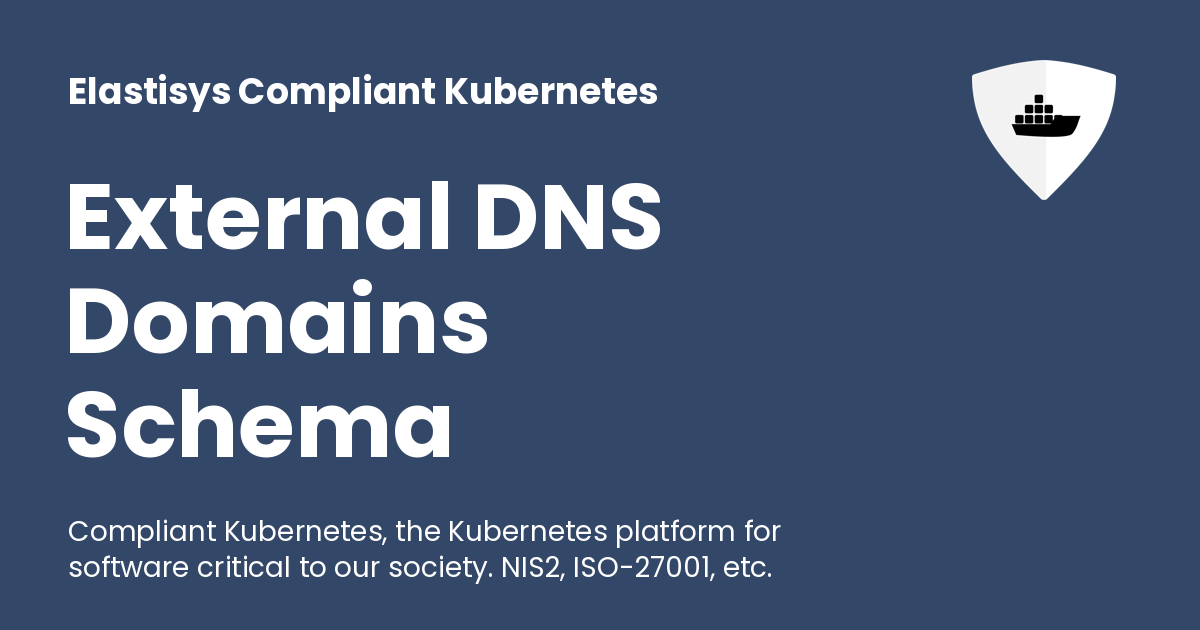 Elastisys Compliant Kubernetes
External DNS
Domains
Schema
Compliant Kubernetes, the Kubernetes platform for
software critical to our society. NIS2, ISO-27001, etc.